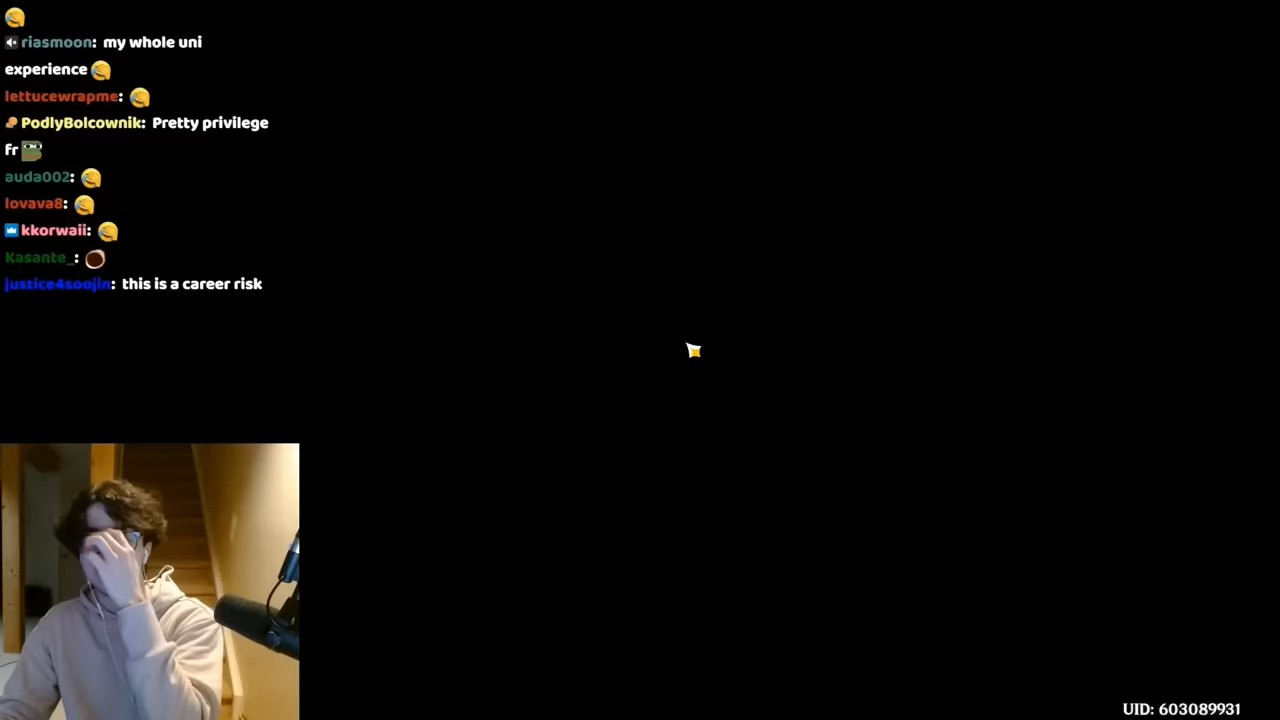 riasmoon: my whole uni
experience
lettucewrapme:
PodlyBolcownik: Pretty privilege
fr
auda002:
lovava8:
kkorwaii:
Kasante_:
justice4soojin: this is a career risk
UID: 603089931